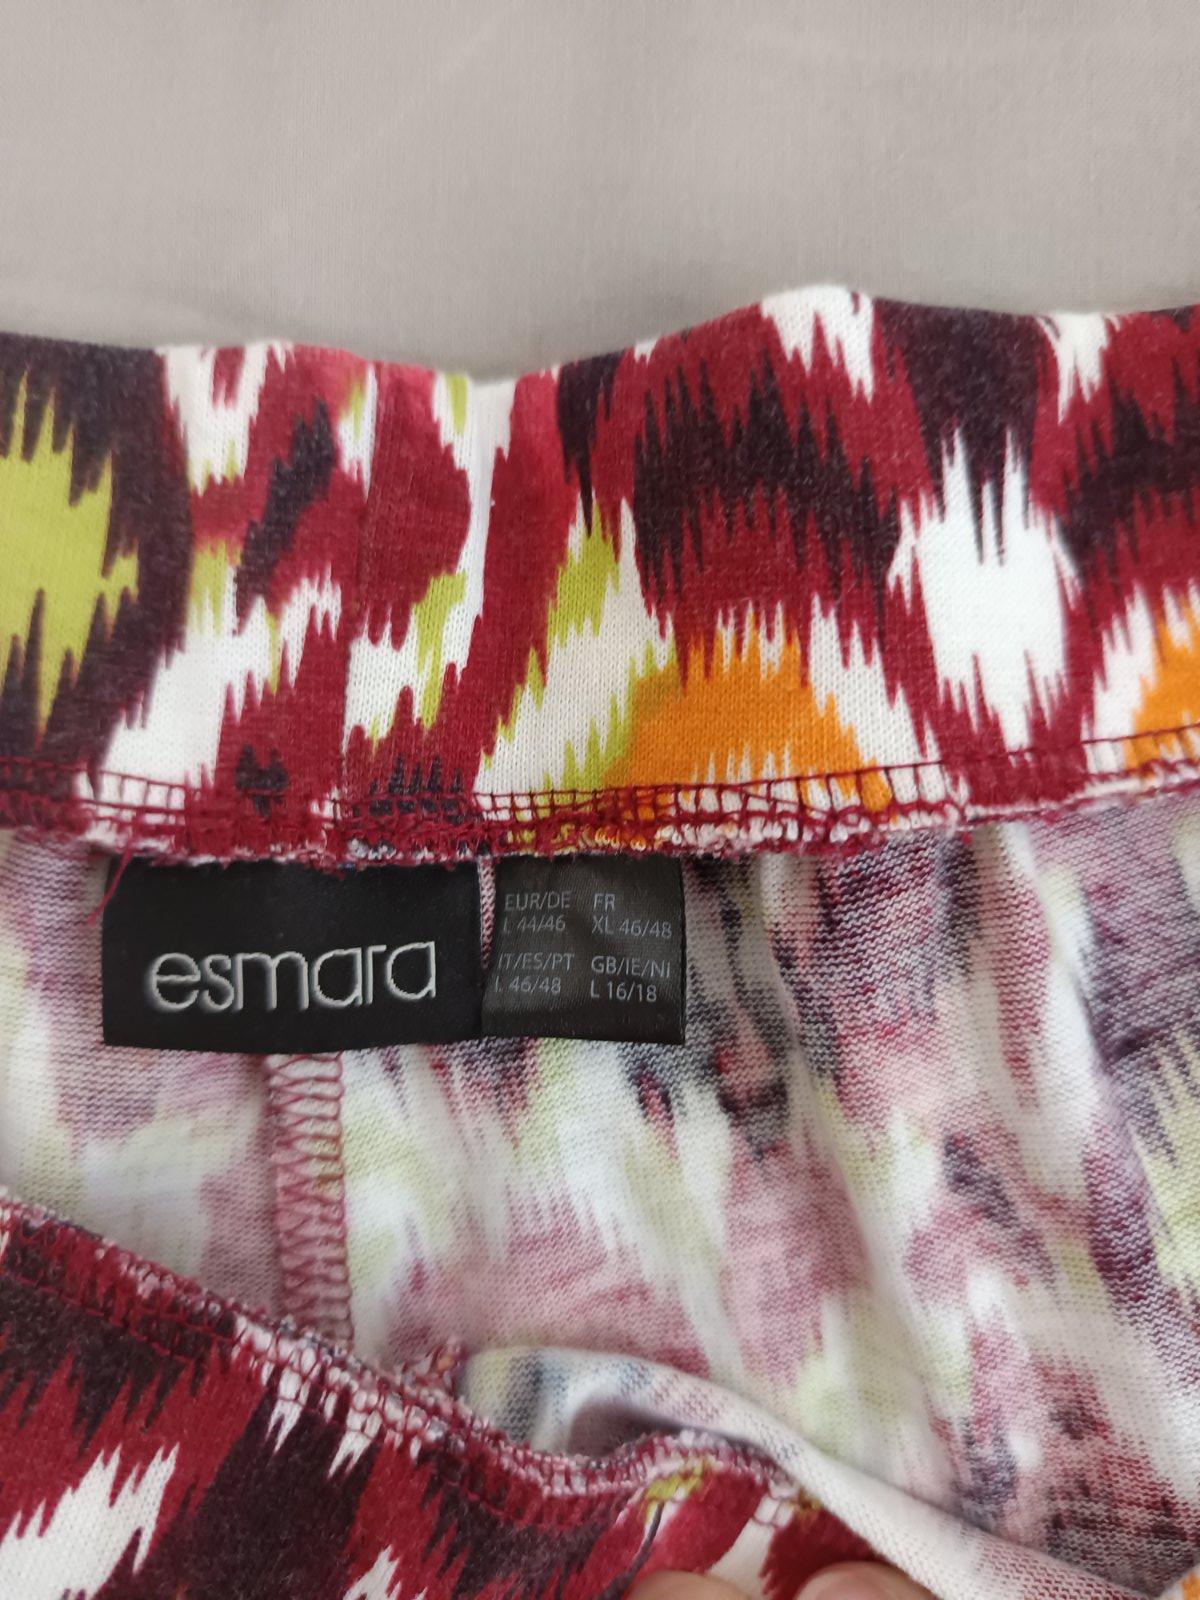 esmara
EUR/DE FR
L 44/46 XL 46/48
IT/ES/PT GB/IE/NI
L 46/48 L 16/18